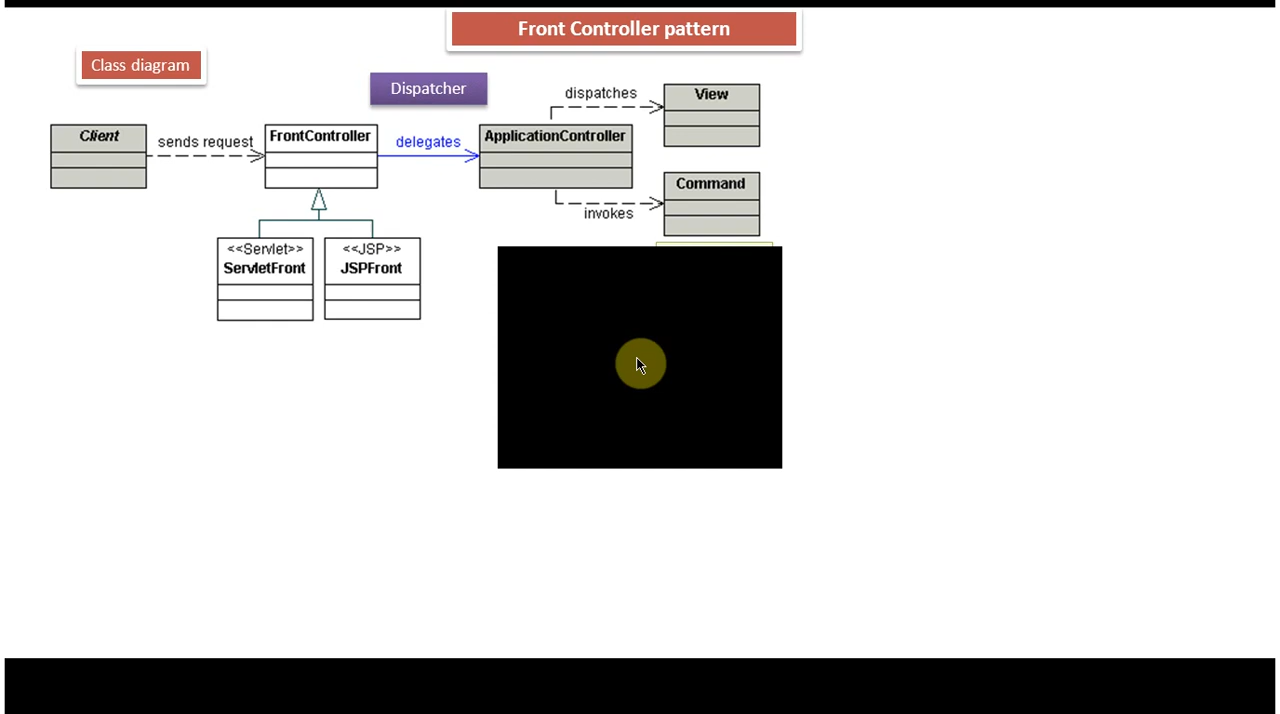 Front Controller pattern
Class diagram
Dispatcher
dispatches
View
Client
sends request
FrontController
delegates
ApplicationController
Command
invokes
<<Servlet>>
ServletFront
<<JSP>>
JSPFront